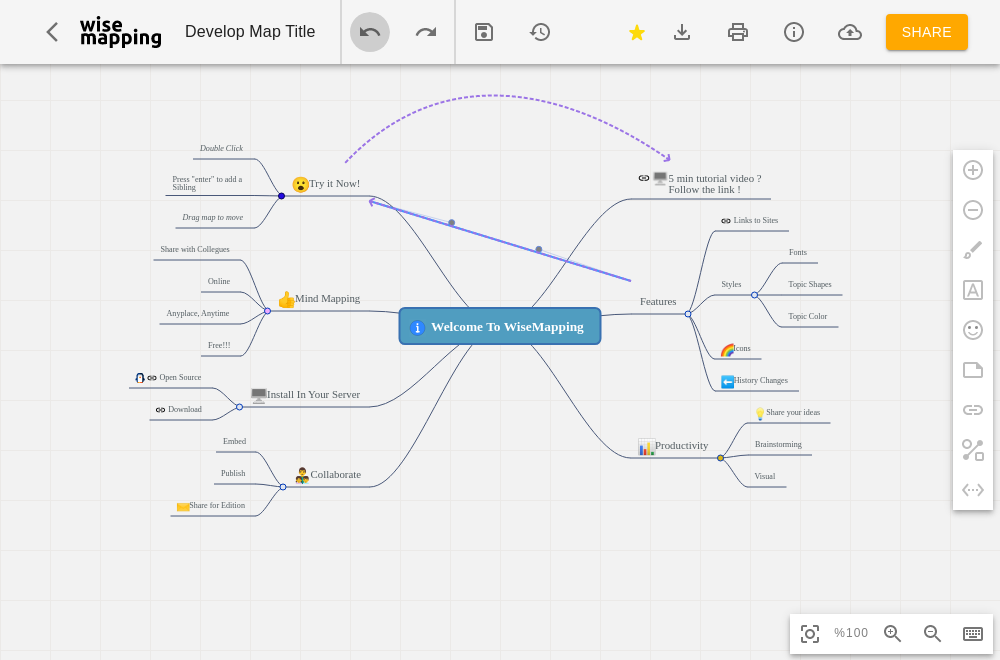 wise
mapping
Develop Map Title
SHARE
Double Click
Press "enter" to add a
Sibling
Drag map to move
Try it Now!
Share with Collegues
Online
Anyplace, Anytime
Free!!!
Mind Mapping
Open Source
Download
Install In Your Server
Embed
Publish
Share for Edition
Collaborate
Welcome To WiseMapping
5 min tutorial video ?
Follow the link !
Links to Sites
Fonts
Styles
Topic Shapes
Topic Color
Features
Icons
History Changes
Share your ideas
Productivity
Brainstorming
Visual
%100